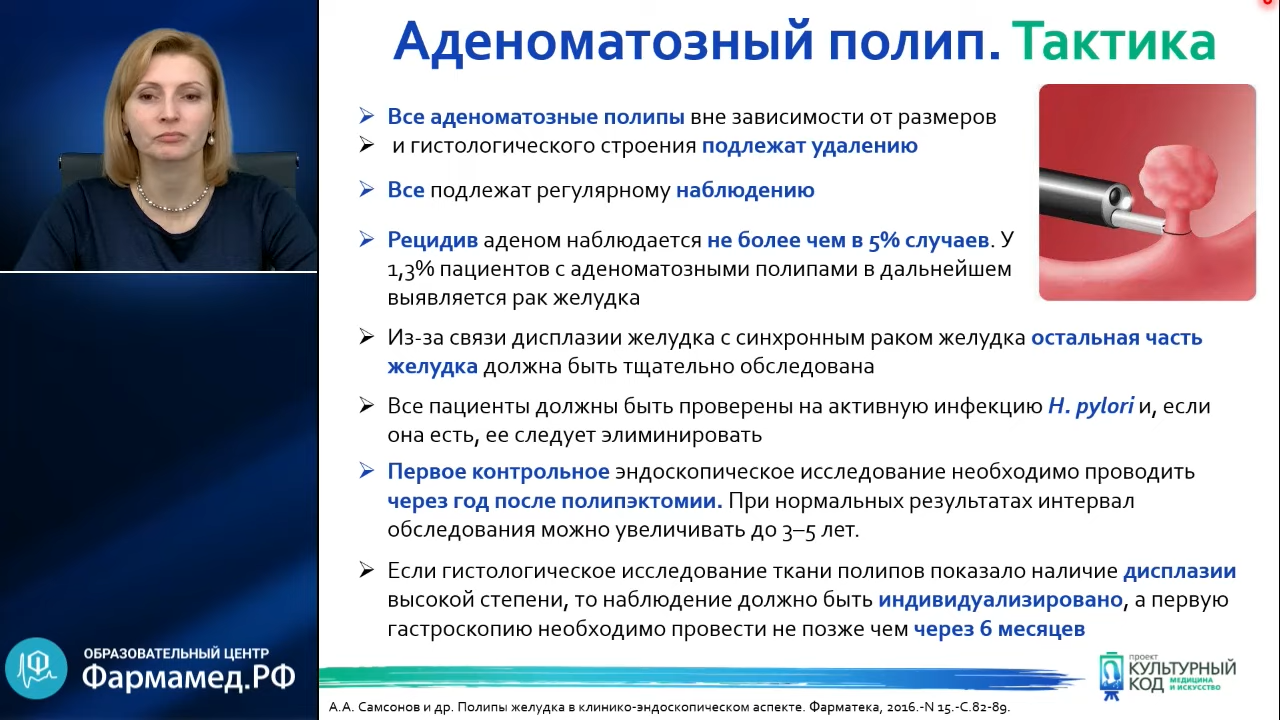 Аденоматозный полип. Тактика
Все аденоматозные полипы вне зависимости от размеров
и гистологического строения подлежат удалению
Все подлежат регулярному наблюдению
Рецидив аденом наблюдается не более чем в 5% случаев. У
1,3% пациентов с аденоматозными полипами в дальнейшем
выявляется рак желудка
Из-за связи дисплазии желудка с синхронным раком желудка остальная часть
желудка должна быть тщательно обследована
Все пациенты должны быть проверены на активную инфекцию H. pylori и, если
она есть, ее следует элиминировать
Первое контрольное эндоскопическое исследование необходимо проводить
через год после полипэктомии. При нормальных результатах интервал
обследования можно увеличивать до 3–5 лет.
Если гистологическое исследование ткани полипов показало наличие дисплазии
высокой степени, то наблюдение должно быть индивидуализировано, а первую
гастроскопию необходимо провести не позже чем через 6 месяцев
ОБРАЗОВАТЕЛЬНЫЙ ЦЕНТР
Фармамед.РФ
проект
КУЛЬТУРНЫЙ
КОД МЕДИЦИНА
И ИСКУССТВО
А.А. Самсонов и др. Полипы желудка в клинико-эндоскопическом аспекте. Фарматека, 2016.-N 15.-С.82-89.